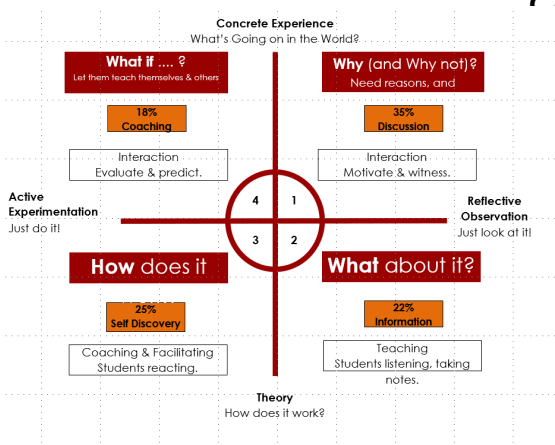 Concrete Experience
What's Going on in the World?
What if .... ?
Let them teach themselves & others
Why (and Why not)?
Need reasons, and
18%
Coaching
35%
Discussion
Interaction
Evaluate & predict.
Interaction
Motivate & witness.
Active
Experimentation
Just do it!
4
1
3
2
Reflective
Observation
Just look at it!
How does it
What about it?
25%
Self Discovery
22%
Information
Coaching & Facilitating
Students reacting.
Teaching
Students listening, taking
notes.
Theory
How does it work?